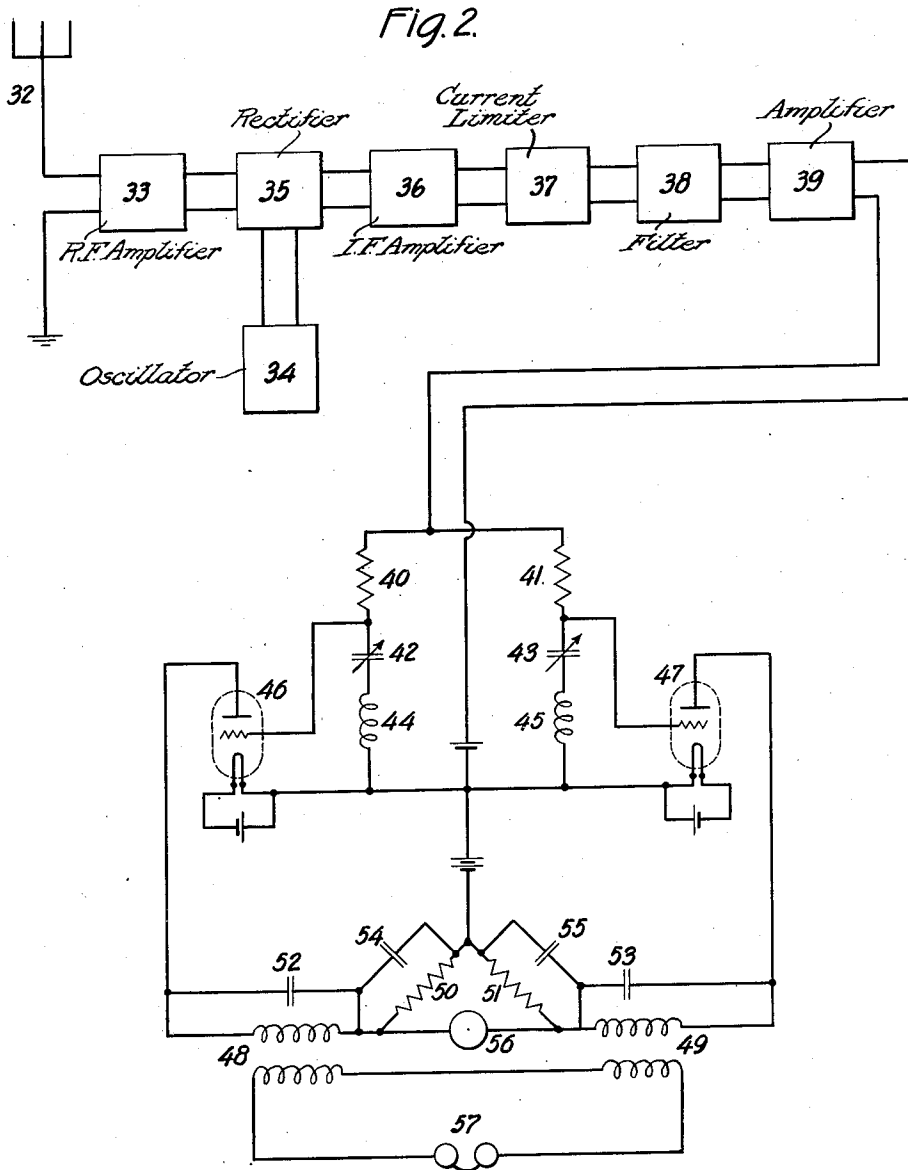 Fig. 2.
32
Rectifier
Current
Limiter
Amplifier
33
35
36
37
38
39
R.F. Amplifier
I.F. Amplifier
Filter
Oscillator
34
40
41
42
43
46
47
44
45
54
55
52
53
50
51
56
48
49
57